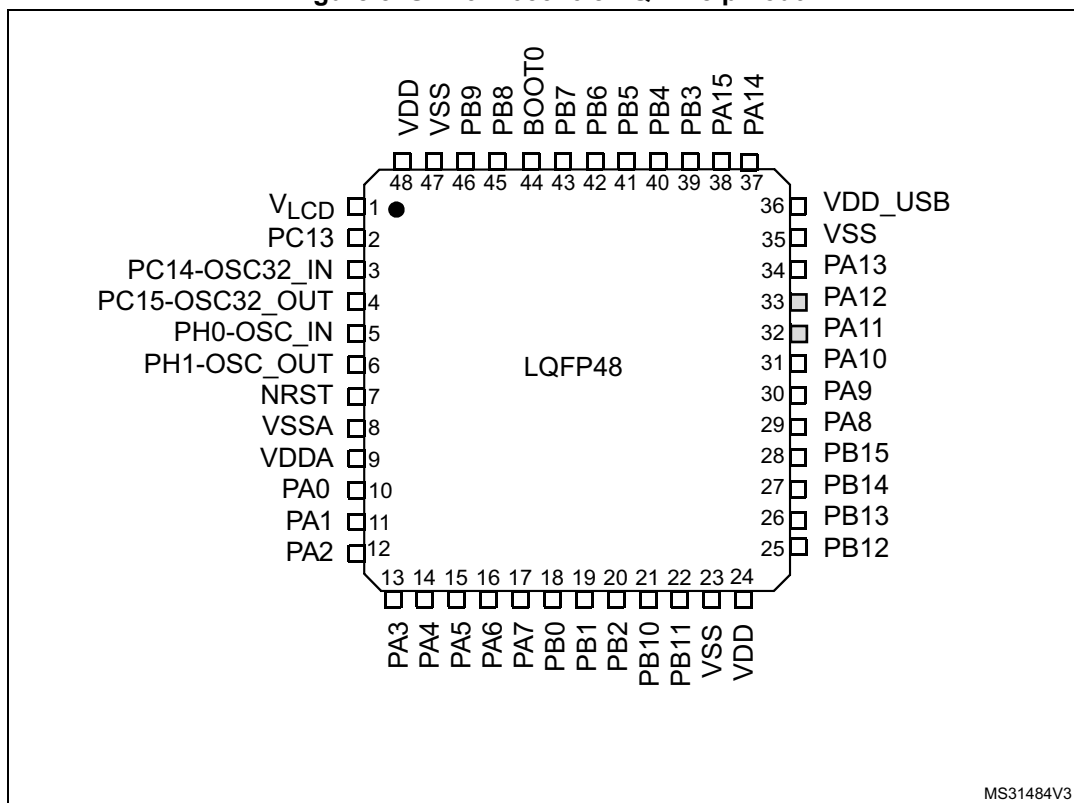 VDD
VSS
PB9
PB8
BOOT0
PB7
PB6
PB5
PB4
PB3
PA15
PA14
48 47 46 45 44 43 42 41 40 39 38 37
VLCD 1
PC13 2
PC14-OSC32_IN 3
PC15-OSC32_OUT 4
PH0-OSC_IN 5
PH1-OSC_OUT 6
NRST 7
VSSA 8
VDDA 9
PA0 10
PA1 11
PA2 12
LQFP48
36 VDD_USB
35 VSS
34 PA13
33 PA12
32 PA11
31 PA10
30 PA9
29 PA8
28 PB15
27 PB14
26 PB13
25 PB12
13 14 15 16 17 18 19 20 21 22 23 24
PA3
PA4
PA5
PA6
PA7
PB0
PB1
PB2
PB10
PB11
VSS
VDD
MS31484V3